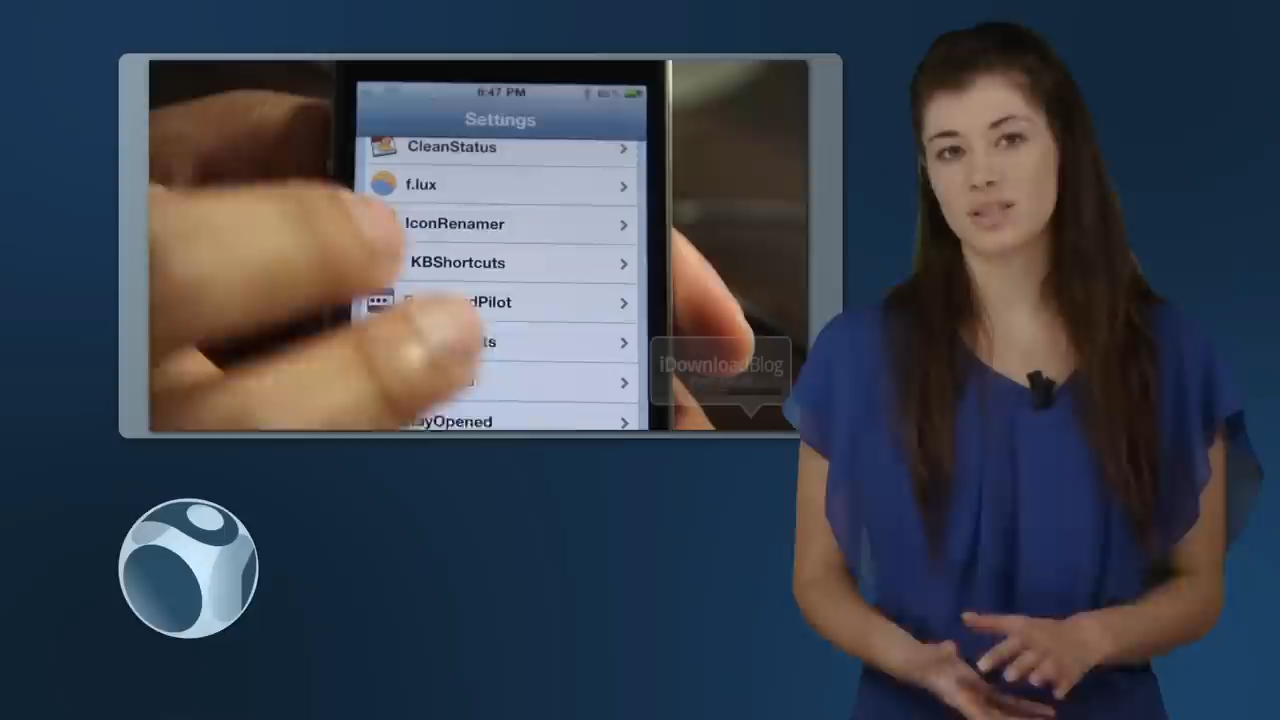 6:47 PM
Settings
CleanStatus
f.lux
IconRenamer
KBShortcuts
iDownloadBlog